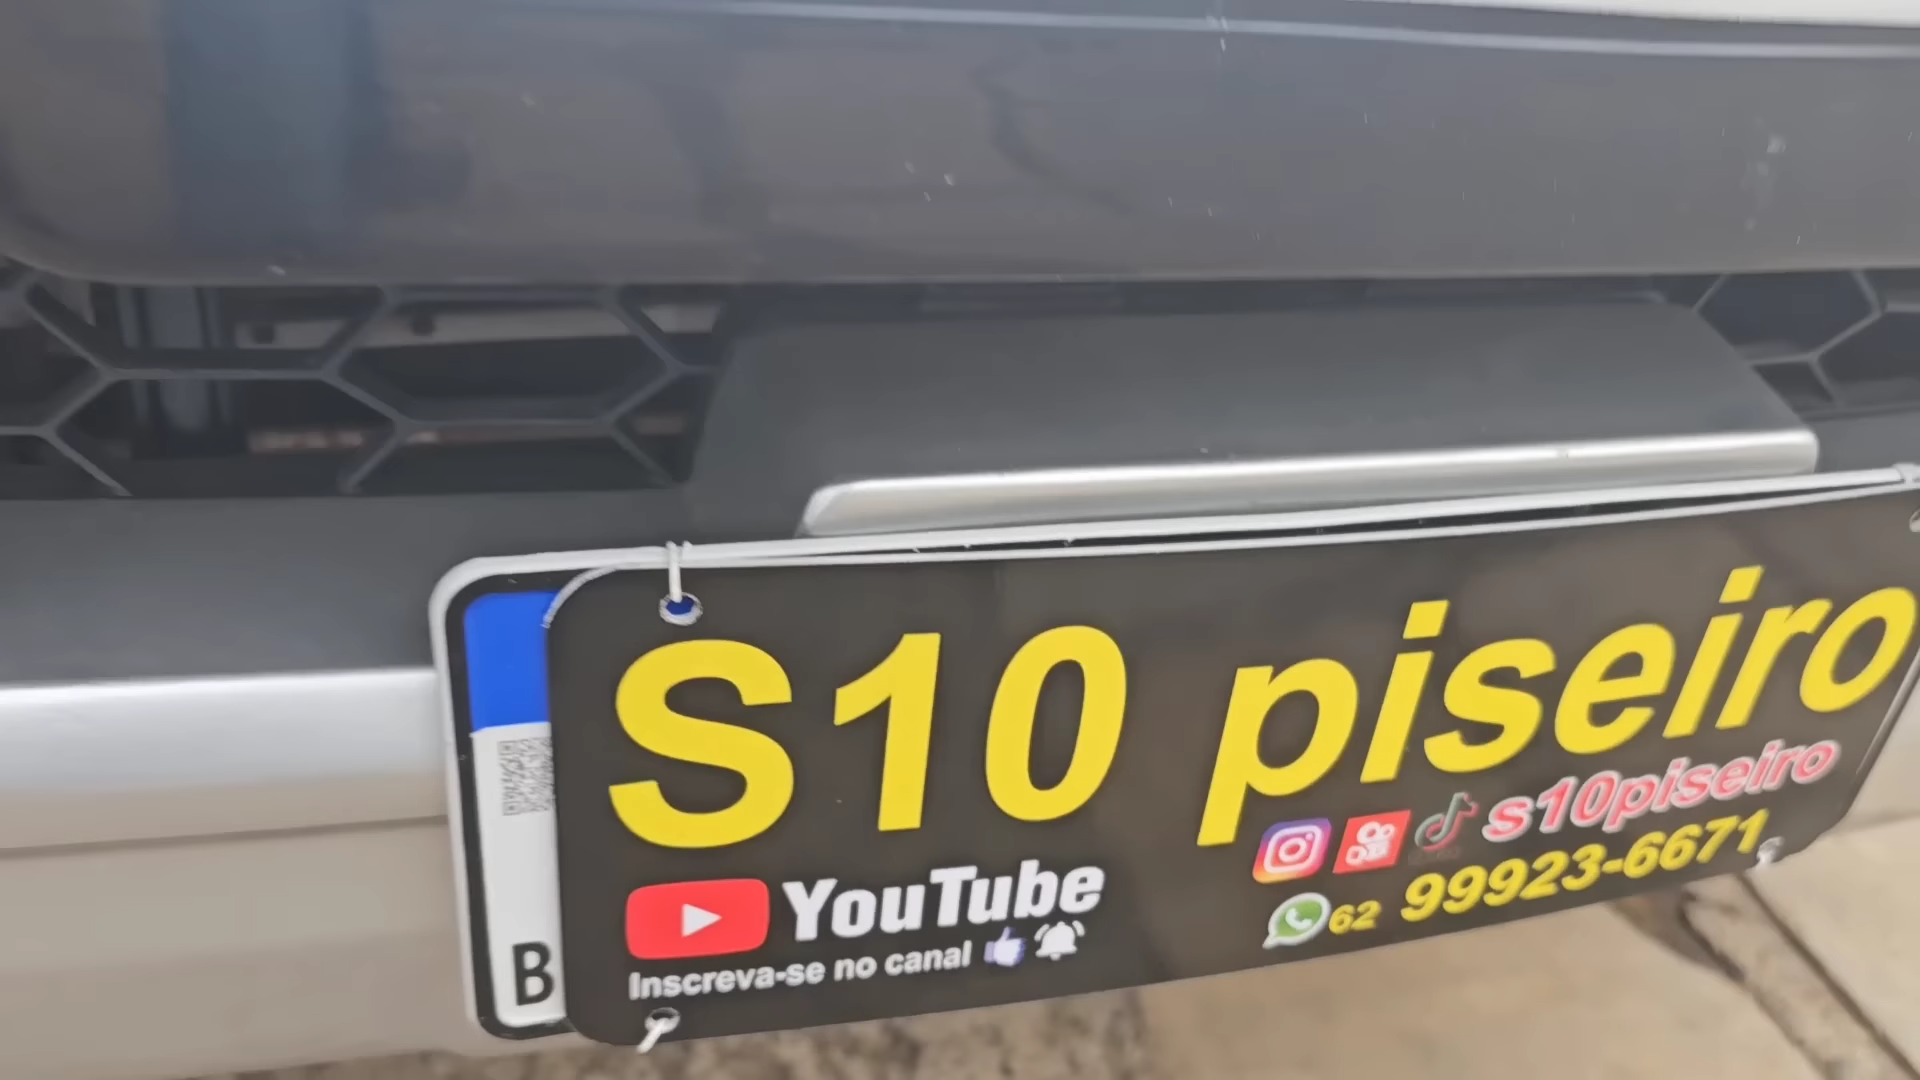 S10 piseiro
s10piseiro
62 99923-6671
YouTube
Inscreva-se no canal
B